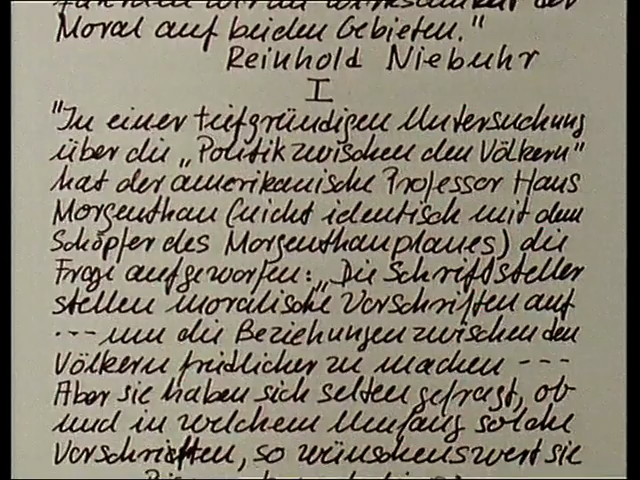 Moral auf beiden Gebieten."
Reinhold Niebuhr
I
"In einer tiefgründigen Untersuchung
über die „Politik zwischen den Völkern"
hat der amerikanische Professor Hans
Morgenthau (nicht identisch mit dem
Schöpfer des Morgenthauplanes) die
Frage aufgeworfen: „Die Schriftsteller
stellen moralische Vorschriften auf
--- um die Beziehungen zwischen den
Völkern friedlicher zu machen ---
Aber sie haben sich selten gefragt, ob
und in welchem Umfang solche
Vorschriften, so wünschenswert sie